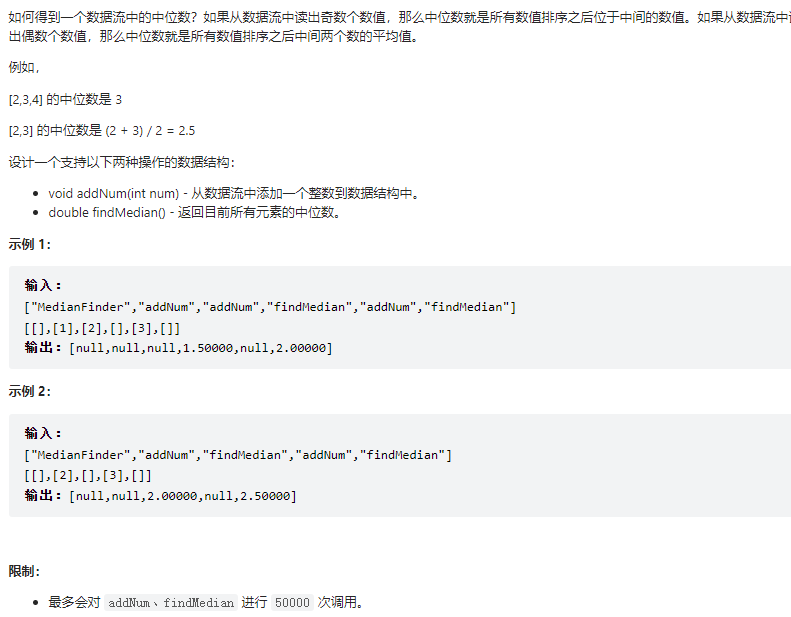 如何得到一个数据流中的中位数？如果从数据流中读出奇数个数值，那么中位数就是所有数值排序之后位于中间的数值。如果从数据流中
出偶数个数值，那么中位数就是所有数值排序之后中间两个数的平均值。
例如，
[2,3,4] 的中位数是 3
[2,3] 的中位数是 (2 + 3) / 2 = 2.5
设计一个支持以下两种操作的数据结构：
• void addNum(int num) - 从数据流中添加一个整数到数据结构中。
• double findMedian() - 返回目前所有元素的中位数。
示例 1：
输入：
["MedianFinder","addNum","addNum","findMedian","addNum","findMedian"]
[[],[1],[2],[],[3],[]]
输出：[null,null,null,1.50000,null,2.00000]
示例 2：
输入：
["MedianFinder","addNum","findMedian","addNum","findMedian"]
[[],[2],[],[3],[]]
输出：[null,null,2.00000,null,2.50000]
限制：
• 最多会对 addNum、findMedian 进行 50000 次调用。